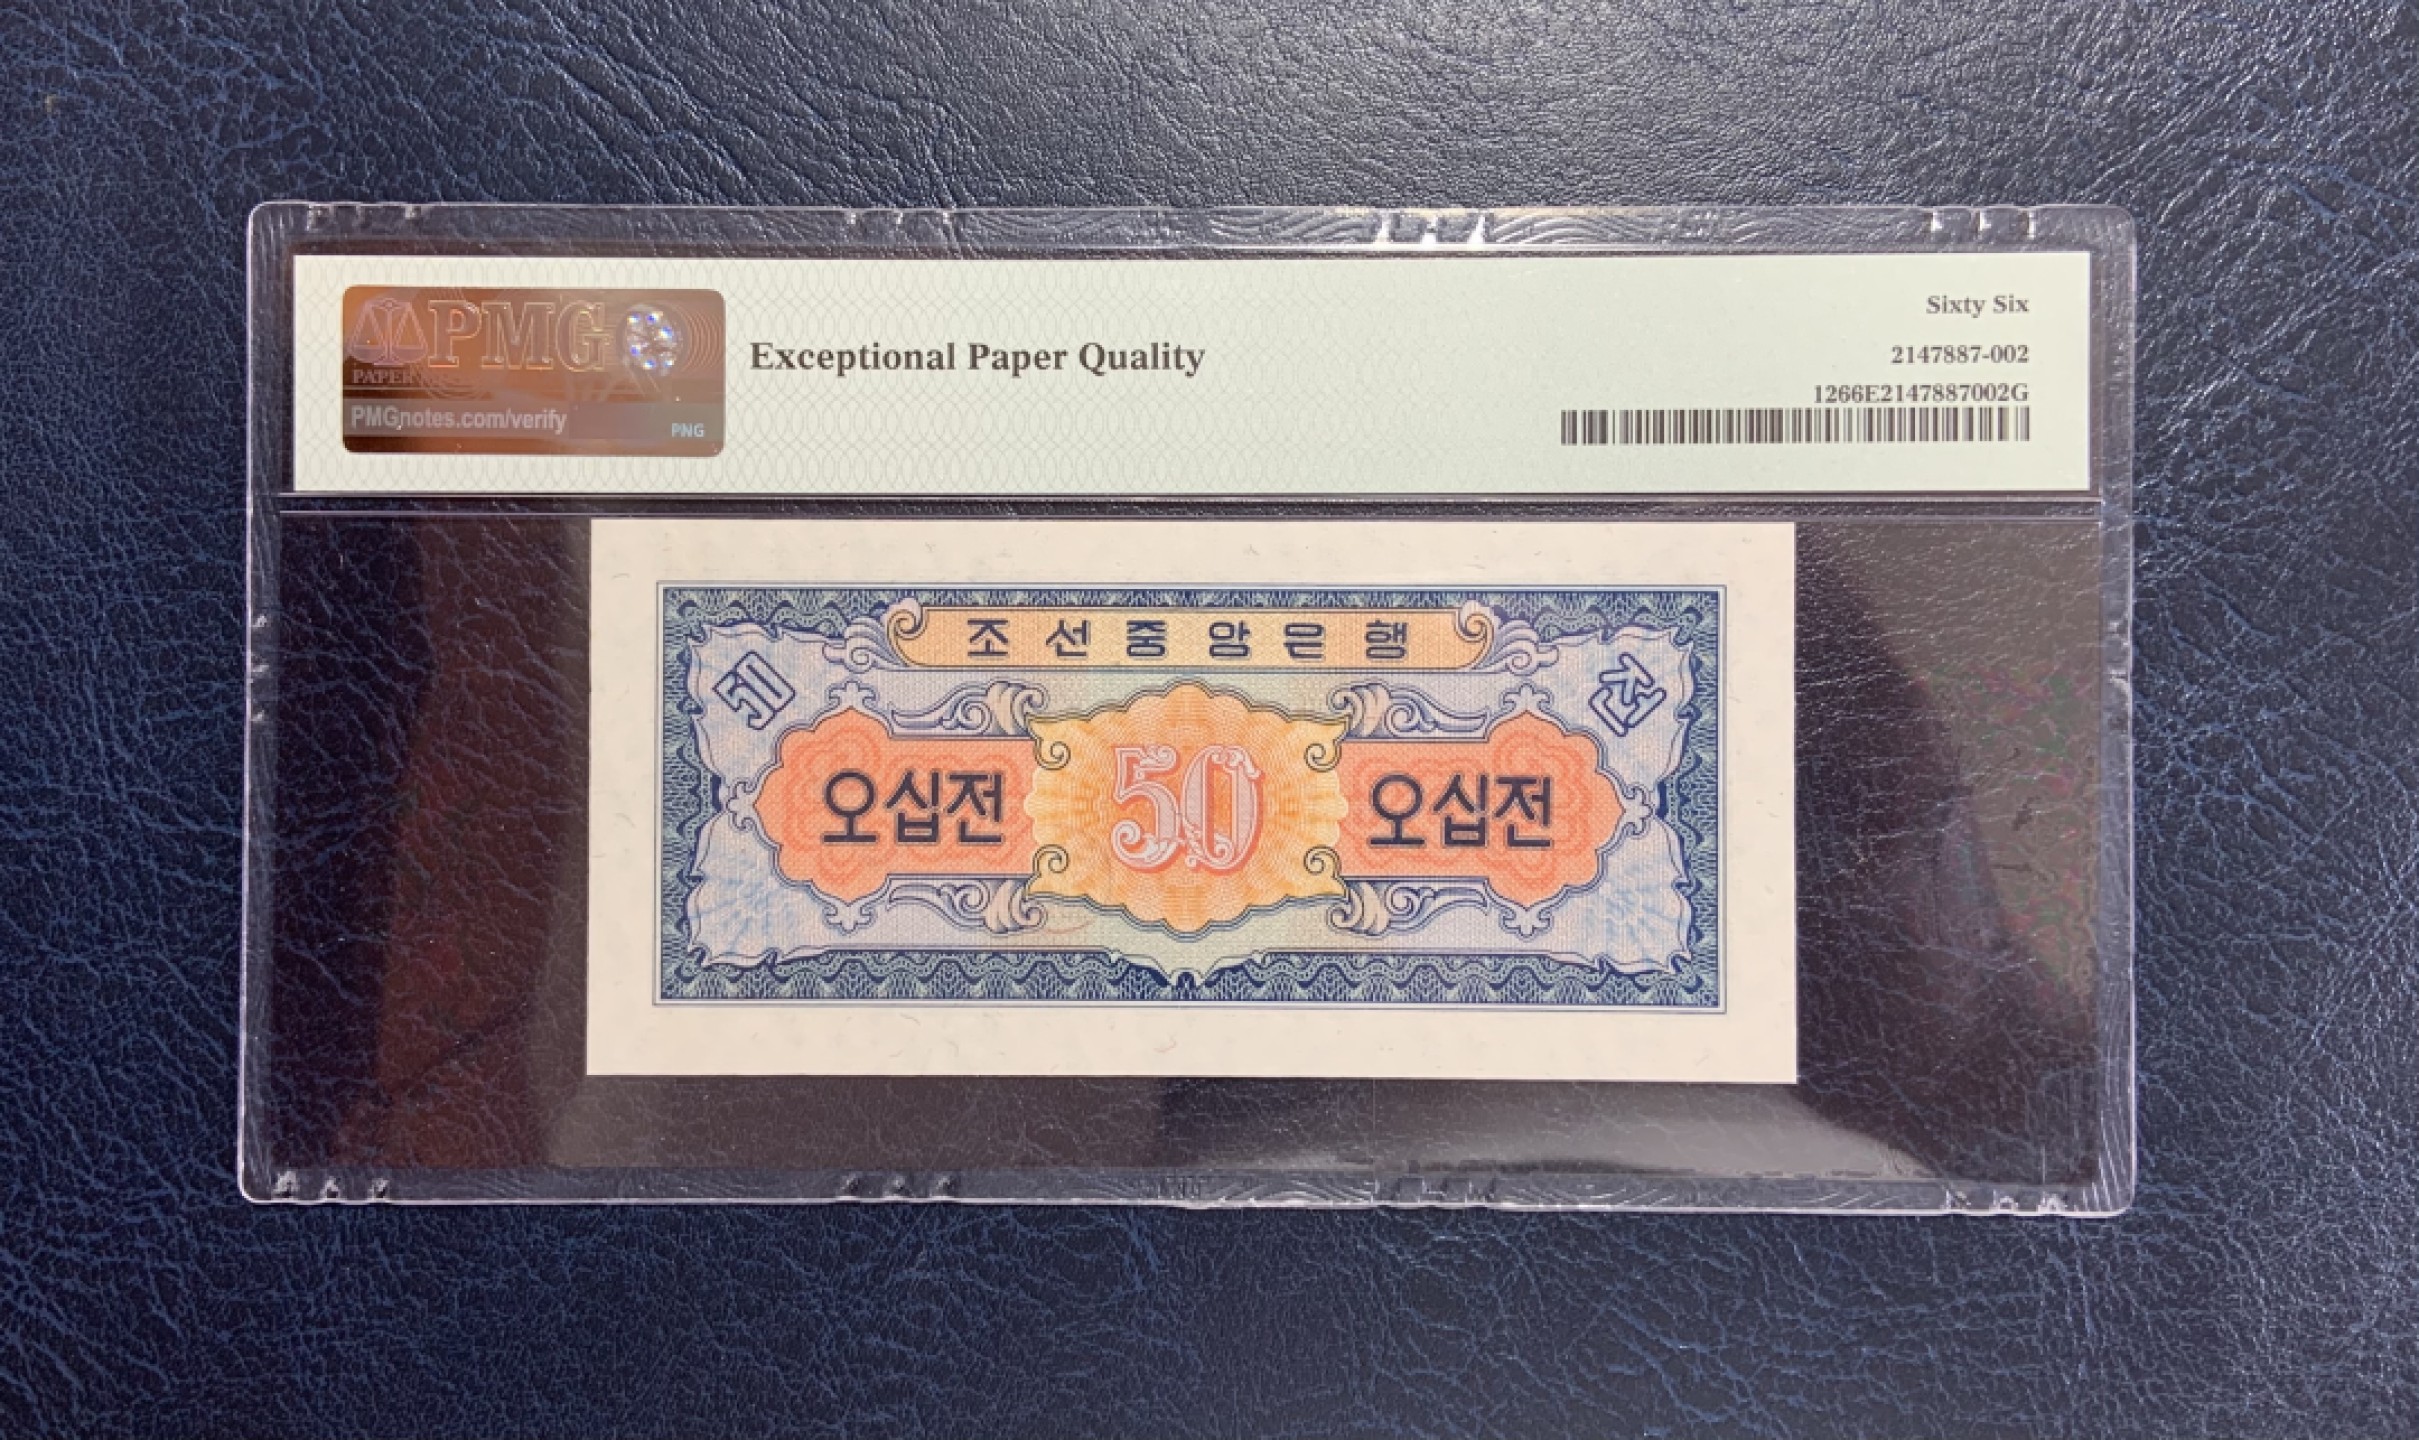 PMG
PAPER
PMGnotes.com/verify
PNG
Exceptional Paper Quality
Sixty Six
2147887-002
1266E2147887002G
조선중앙은행
50
전
오십전
50
오십전